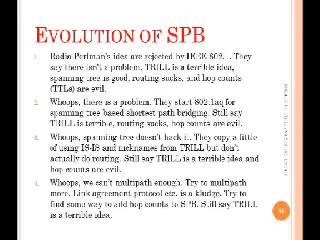 EVOLUTION OF SPB
1. Radio Perlman's idea are rejected by IEEE 802. . They
say there isn't a problem, TRILL is a terrible idea,
spanning tree is good, routing sucks, and hop counts
(TTLs) are evil.
2. Whoops, there is a problem. They start 802.1aq for
spanning tree based shortest path bridging. Still say
TRILL is terrible, routing sucks, hop counts are evil.
3. Whoops, spanning tree doesn't hack it. They copy a little
of using IS-IS and nicknames from TRILL but don't
actually do routing. Still say TRILL is a terrible idea and
hop counts are evil.
4. Whoops, we can't multipath enough. Try to multipath
more. Link agreement protocol etc. is a kludge. Try to
find some way to add hop counts to SPB. Still say TRILL
is a terrible idea.